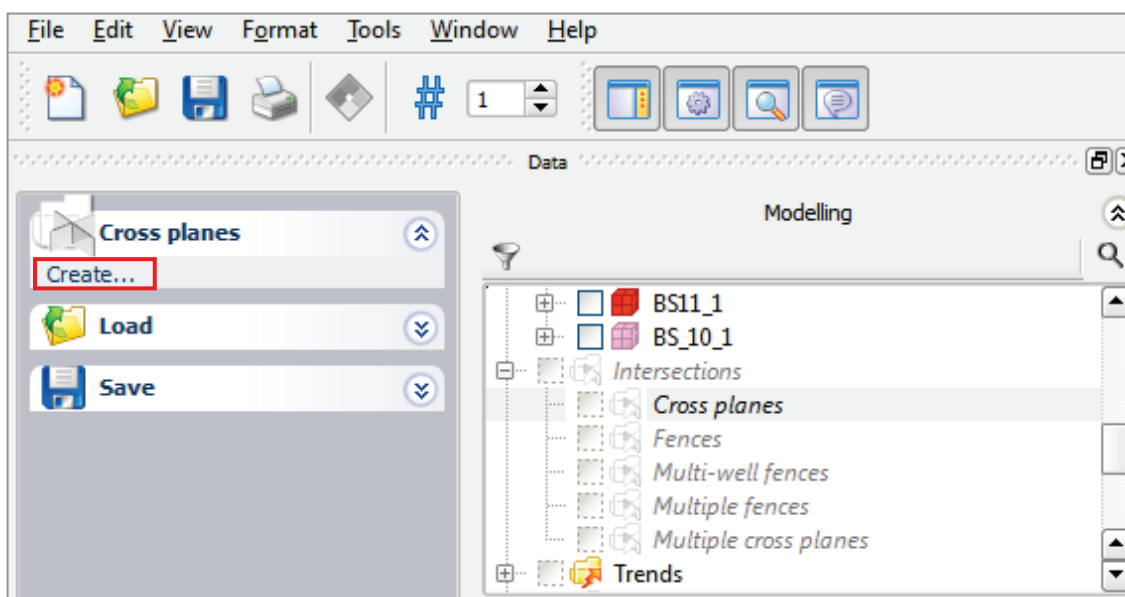 File Edit View Format Tools Window Help
1
Data
Cross planes
Create...
Load
Save
Modelling
BS11_1
BS_10_1
Intersections
Cross planes
Fences
Multi-well fences
Multiple fences
Multiple cross planes
Trends